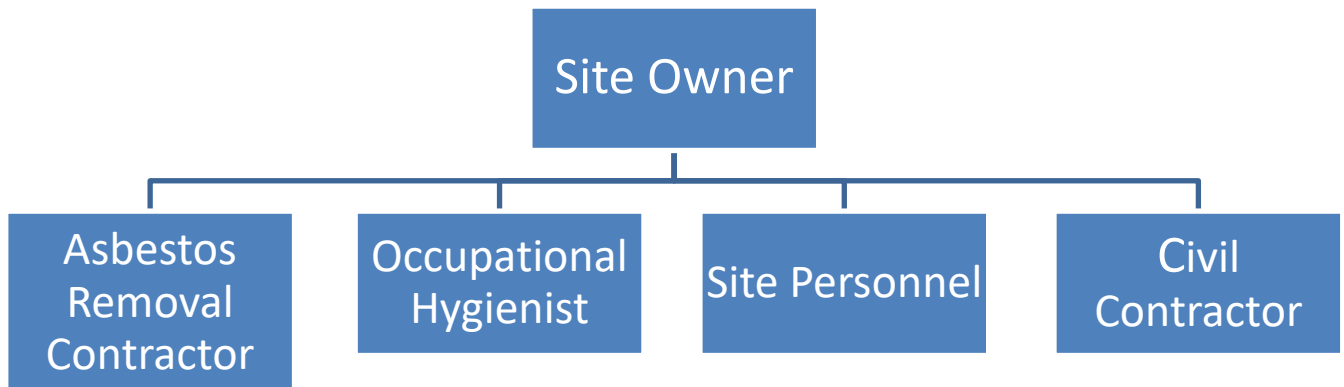 Site Owner
Asbestos
Removal
Contractor
Occupational
Hygienist
Site Personnel
Civil
Contractor